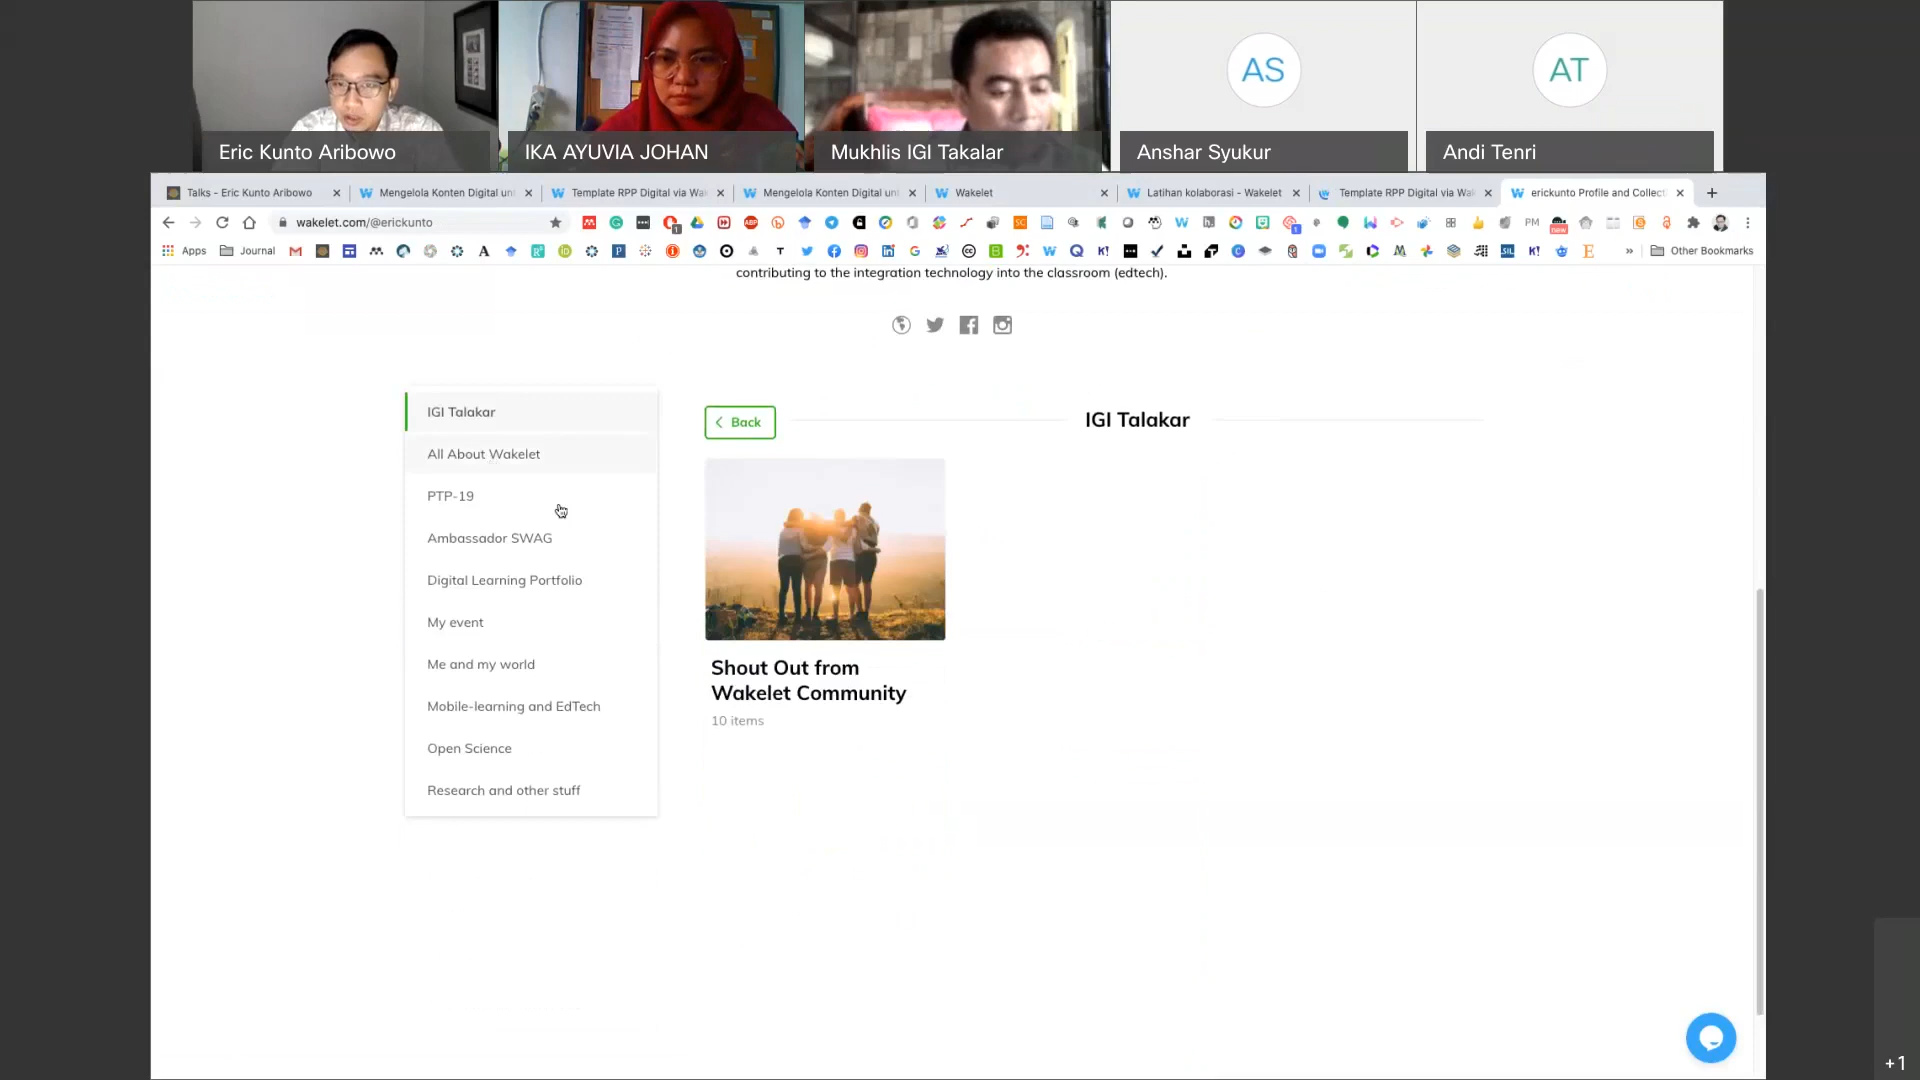 AS
AT
Eric Kunto Aribowo
IKA AYUVIA JOHAN
Mukhlis IGI Takalar
Anshar Syukur
Andi Tenri
Talks - Eric Kunto Aribowo
Mengelola Konten Digital unt
Template RPP Digital via Wa
Mengelola Konten Digital unt
Wakelet
Latihan kolaborasi - Wakelet
Template RPP Digital via Wak
erickunto Profile and Collect
wakelet.com/@erickunto
Apps
Journal
Other Bookmarks
contributing to the integration technology into the classroom (edtech).
IGI Talakar
All About Wakelet
PTP-19
Ambassador SWAG
Digital Learning Portfolio
My event
Me and my world
Mobile-learning and EdTech
Open Science
Research and other stuff
Back
IGI Talakar
Shout Out from
Wakelet Community
10 items
+1